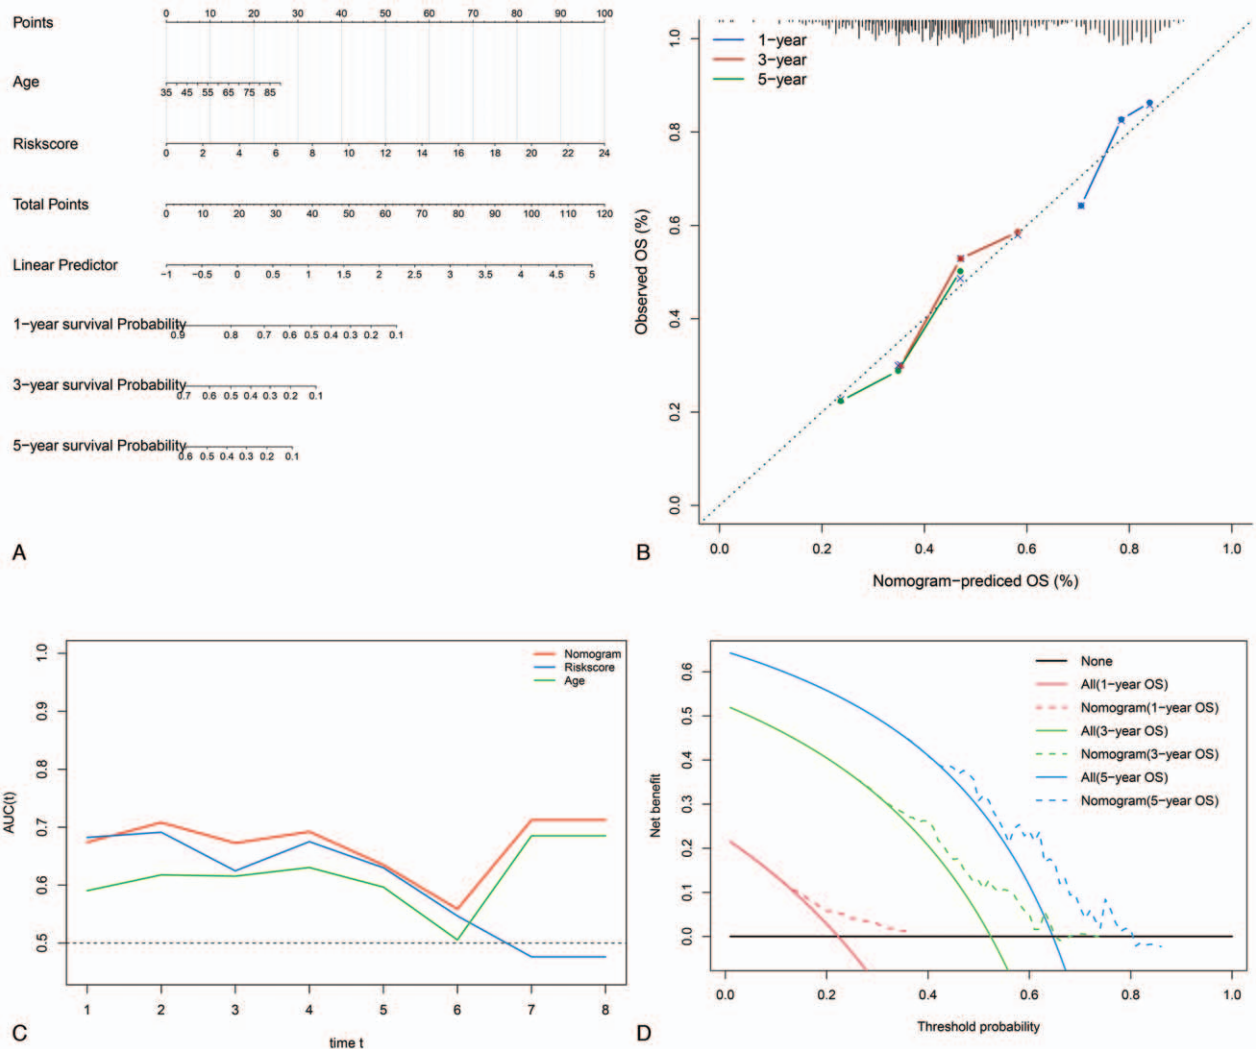 Points
0 10 20 30 40 50 60 70 80 90 100
Age
35 45 55 65 75 85
Riskscore
0 2 4 6 8 10 12 14 16 18 20 22 24
Total Points
0 10 20 30 40 50 60 70 80 90 100 110 120
Linear Predictor
−1 −0.5 0 0.5 1 1.5 2 2.5 3 3.5 4 4.5 5
1−year survival Probability
0.9 0.8 0.7 0.6 0.5 0.4 0.3 0.2 0.1
3−year survival Probability
0.7 0.6 0.5 0.4 0.3 0.2 0.1
5−year survival Probability
0.6 0.5 0.4 0.3 0.2 0.1
A
1−year
3−year
5−year
Observed OS (%)
1.0
0.8
0.6
0.4
0.2
0.0
0.0 0.2 0.4 0.6 0.8 1.0
Nomogram−prediced OS (%)
B
Nomogram
Riskscore
Age
AUC(t)
1.0
0.9
0.8
0.7
0.6
0.5
1 2 3 4 5 6 7 8
time t
C
None
All(1−year OS)
Nomogram(1−year OS)
All(3−year OS)
Nomogram(3−year OS)
All(5−year OS)
Nomogram(5−year OS)
Net benefit
0.6
0.5
0.4
0.3
0.2
0.1
0.0
0.0 0.2 0.4 0.6 0.8 1.0
Threshold probability
D